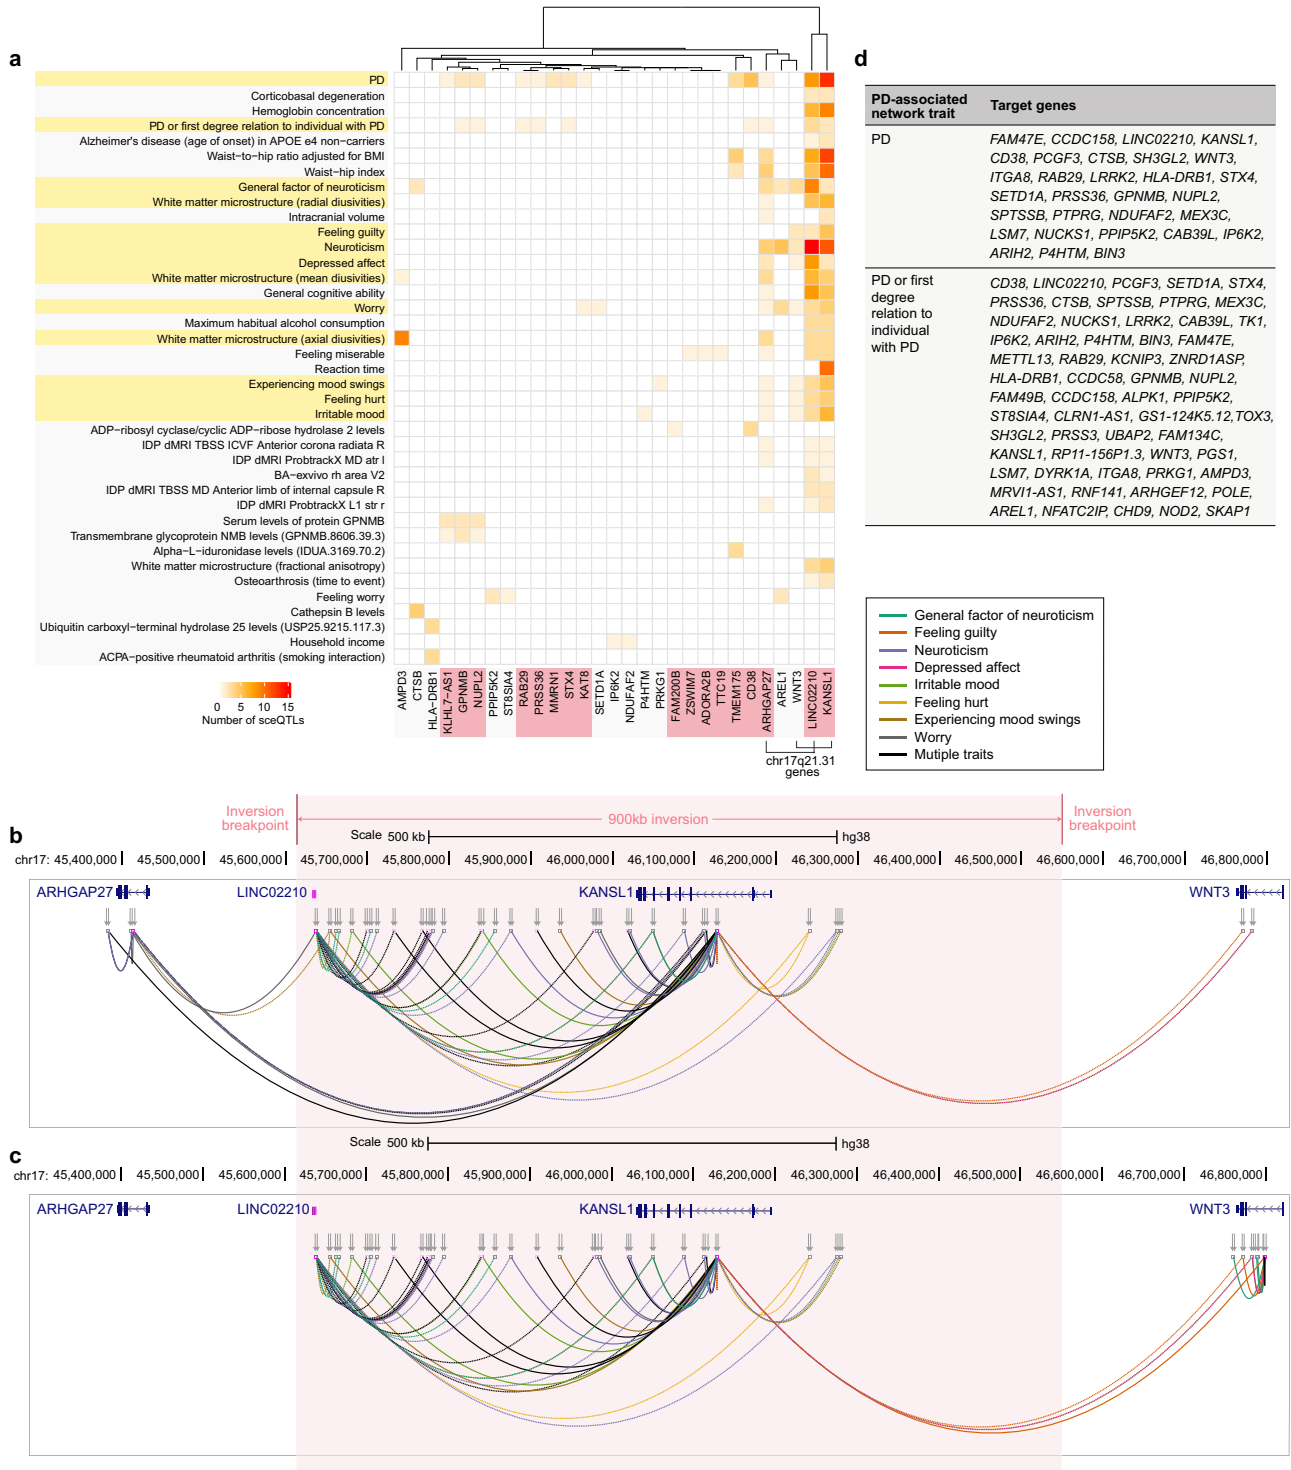 a
PD
Corticobasal degeneration
Hemoglobin concentration
PD or first degree relation to individual with PD
Alzheimer's disease (age of onset) in APOE e4 non-carriers
Waist−to−hip ratio adjusted for BMI
Waist−hip index
General factor of neuroticism
White matter microstructure (radial diusivities)
Intracranial volume
Feeling guilty
Neuroticism
Depressed affect
White matter microstructure (mean diusivities)
General cognitive ability
Worry
Maximum habitual alcohol consumption
White matter microstructure (axial diusivities)
Feeling miserable
Reaction time
Experiencing mood swings
Feeling hurt
Irritable mood
ADP−ribosyl cyclase/cyclic ADP−ribose hydrolase 2 levels
IDP dMRI TBSS ICVF Anterior corona radiata R
IDP dMRI ProbtrackX MD atr l
BA−exvivo rh area V2
IDP dMRI TBSS MD Anterior limb of internal capsule R
IDP dMRI ProbtrackX L1 str r
Serum levels of protein GPNMB
Transmembrane glycoprotein NMB levels (GPNMB.8606.39.3)
Alpha−L−iduronidase levels (IDUA.3169.70.2)
White matter microstructure (fractional anisotropy)
Osteoarthrosis (time to event)
Feeling worry
Cathepsin B levels
Ubiquitin carboxyl−terminal hydrolase 25 levels (USP25.9215.117.3)
Household income
ACPA−positive rheumatoid arthritis (smoking interaction)
0 5 10 15
Number of sceQTLs
AMPD3
CTSB
HLA−DRB1
KLHL7−AS1
GPNMB
NUPL2
PPIP5K2
ST8SIA4
RAB29
PRSS36
MMRN1
STX4
KAT8
SETD1A
IP6K2
NDUFAF2
P4HTM
PRKG1
FAM200B
ZSWIM7
ADORA2B
TTC19
TMEM175
CD38
ARHGAP27
AREL1
WNT3
LINC02210
KANSL1
chr17q21.31
genes
d
PD-associated
network trait
Target genes
PD
FAM47E, CCDC158, LINC02210, KANSL1,
CD38, PCGF3, CTSB, SH3GL2, WNT3,
ITGA8, RAB29, LRRK2, HLA-DRB1, STX4,
SETD1A, PRSS36, GPNMB, NUPL2,
SPTSSB, PTPRG, NDUFAF2, MEX3C,
LSM7, NUCKS1, PPIP5K2, CAB39L, IP6K2,
ARIH2, P4HTM, BIN3
PD or first
degree
relation to
individual
with PD
CD38, LINC02210, PCGF3, SETD1A, STX4,
PRSS36, CTSB, SPTSSB, PTPRG, MEX3C,
NDUFAF2, NUCKS1, LRRK2, CAB39L, TK1,
IP6K2, ARIH2, P4HTM, BIN3, FAM47E,
METTL13, RAB29, KCNIP3, ZNRD1ASP,
HLA-DRB1, CCDC58, GPNMB, NUPL2,
FAM49B, CCDC158, ALPK1, PPIP5K2,
ST8SIA4, CLRN1-AS1, GS1-124K5.12,TOX3,
SH3GL2, PRSS3, UBAP2, FAM134C,
KANSL1, RP11-156P1.3, WNT3, PGS1,
LSM7, DYRK1A, ITGA8, PRKG1, AMPD3,
MRVI1-AS1, RNF141, ARHGEF12, POLE,
AREL1, NFATC2IP, CHD9, NOD2, SKAP1
General factor of neuroticism
Feeling guilty
Neuroticism
Depressed affect
Irritable mood
Feeling hurt
Experiencing mood swings
Worry
Mutiple traits
b
Inversion
breakpoint
900kb inversion
Inversion
breakpoint
Scale 500 kb hg38
chr17: 45,400,000 45,500,000 45,600,000 45,700,000 45,800,000 45,900,000 46,000,000 46,100,000 46,200,000 46,300,000 46,400,000 46,500,000 46,600,000 46,700,000 46,800,000
ARHGAP27 LINC02210 KANSL1 WNT3
c
Scale 500 kb hg38
chr17: 45,400,000 45,500,000 45,600,000 45,700,000 45,800,000 45,900,000 46,000,000 46,100,000 46,200,000 46,300,000 46,400,000 46,500,000 46,600,000 46,700,000 46,800,000
ARHGAP27 LINC02210 KANSL1 WNT3